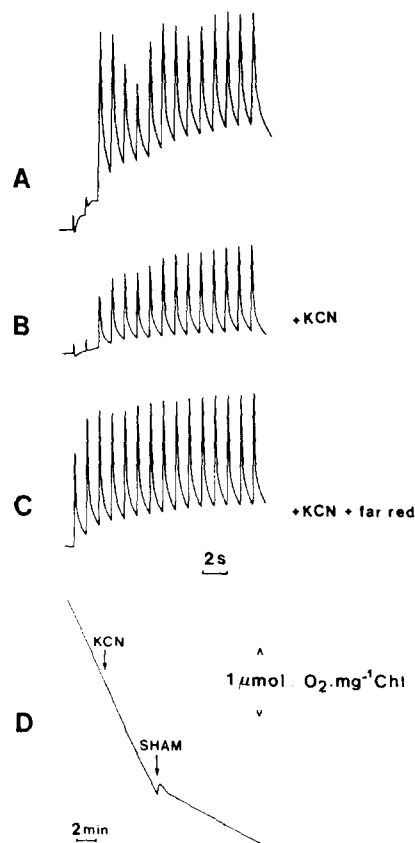 A
B
+KCN
C
+KCN + far red
2s
KCN
1 μmol O₂.mg⁻¹Chl
D
SHAM
2 min